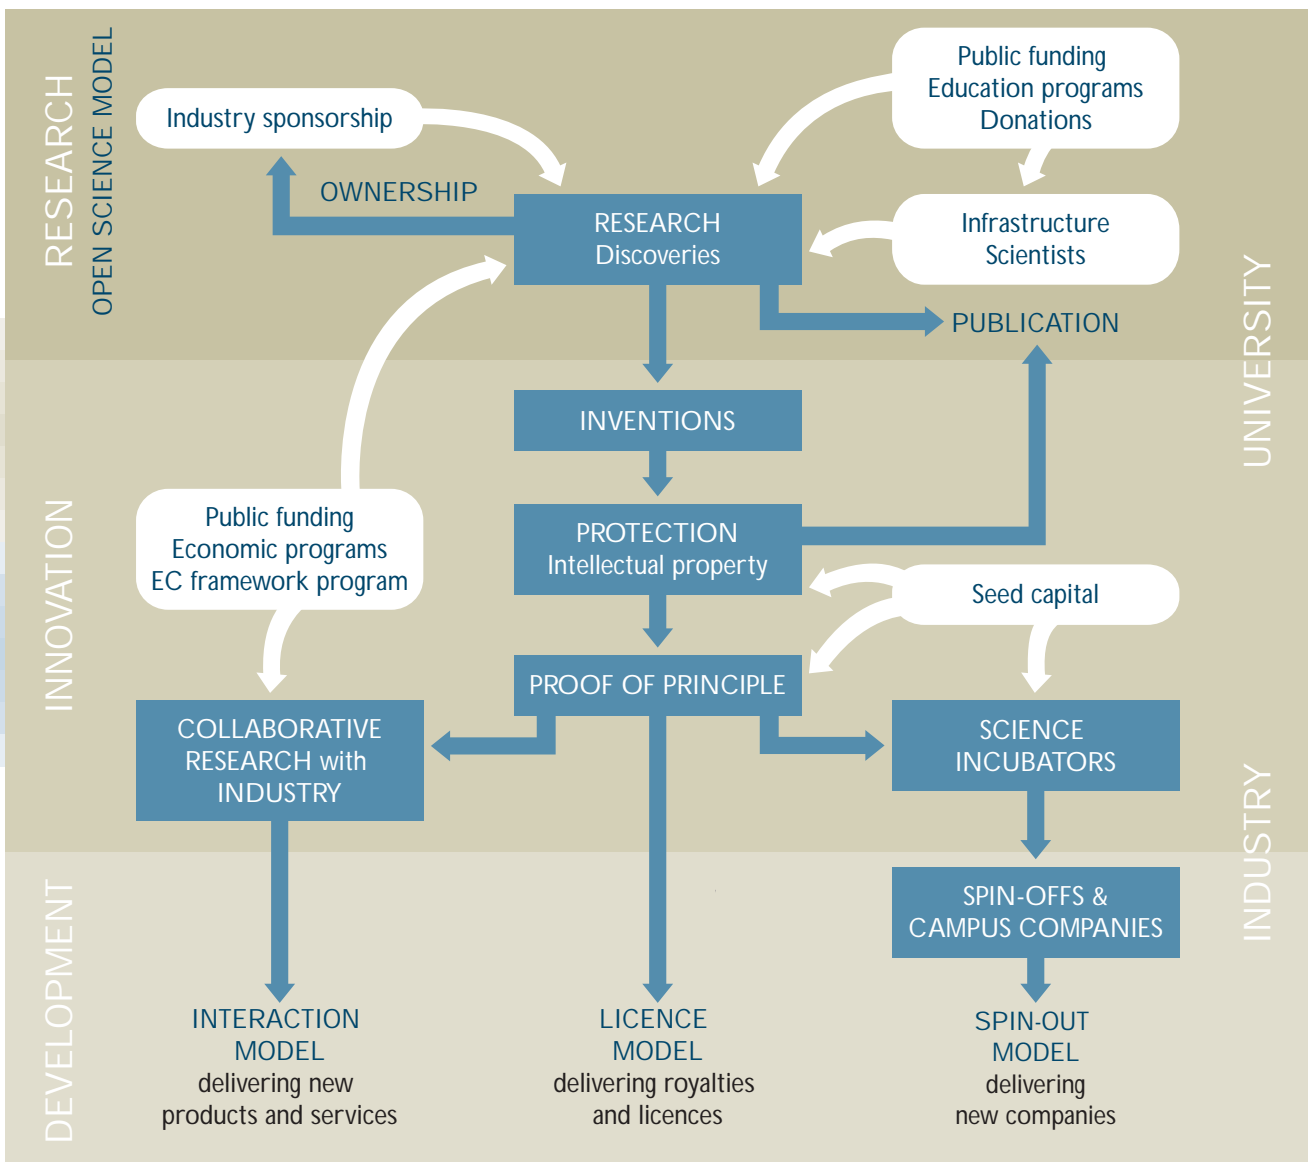 RESEARCH
OPEN SCIENCE MODEL
Industry sponsorship
Public funding
Education programs
Donations
OWNERSHIP
RESEARCH
Discoveries
Infrastructure
Scientists
PUBLICATION
UNIVERSITY
INVENTIONS
INNOVATION
Public funding
Economic programs
EC framework program
PROTECTION
Intellectual property
Seed capital
PROOF OF PRINCIPLE
COLLABORATIVE
RESEARCH with
INDUSTRY
SCIENCE
INCUBATORS
INDUSTRY
DEVELOPMENT
SPIN-OFFS &
CAMPUS COMPANIES
INTERACTION
MODEL
delivering new
products and services
LICENCE
MODEL
delivering royalties
and licences
SPIN-OUT
MODEL
delivering
new companies